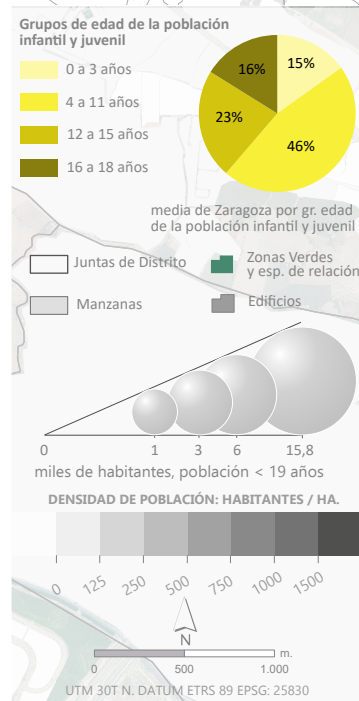 Grupos de edad de la población
infantil y juvenil
0 a 3 años
4 a 11 años
12 a 15 años
16 a 18 años
15%
46%
23%
16%
media de Zaragoza por gr. edad
de la población infantil y juvenil
Juntas de Distrito
Zonas Verdes
y esp. de relación
Manzanas
Edificios
0 1 3 6 15,8
miles de habitantes, población < 19 años
DENSIDAD DE POBLACIÓN: HABITANTES / HA.
0 125 250 500 750 1000 1500
N
m.
0 500 1.000
UTM 30T N. DATUM ETRS 89 EPSG: 25830